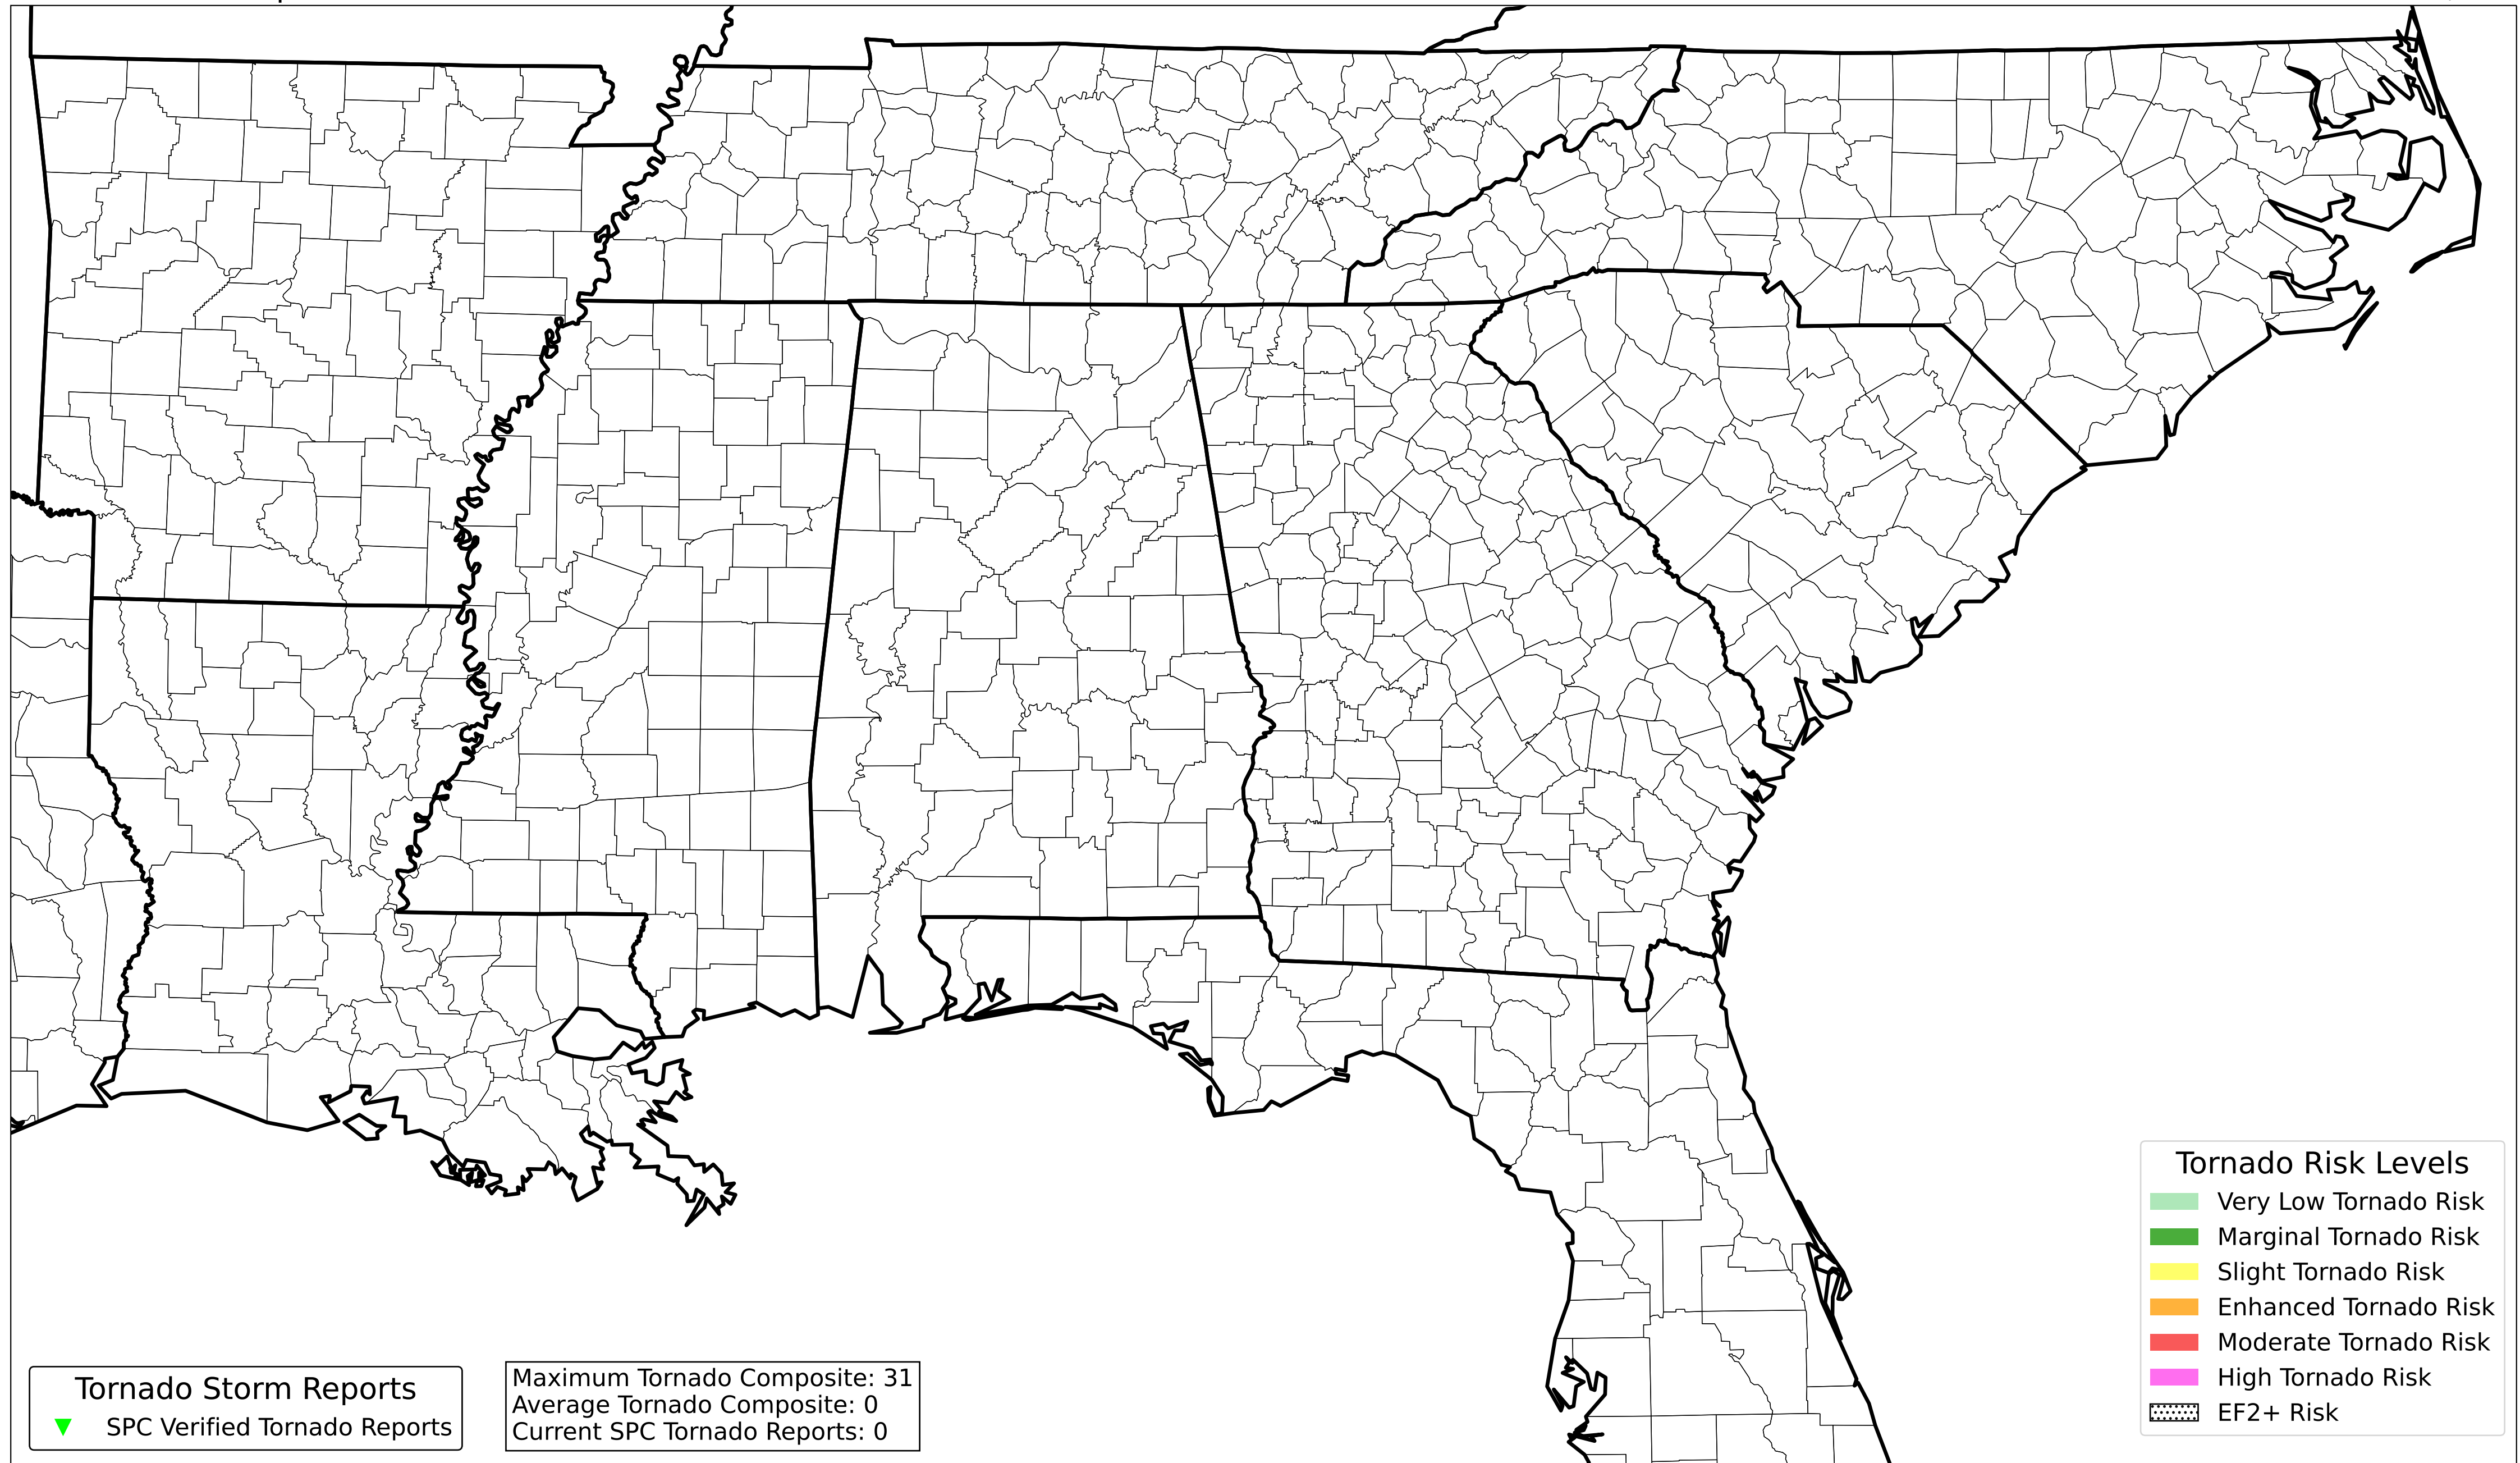 Tornado Risk Levels
Very Low Tornado Risk
Marginal Tornado Risk
Slight Tornado Risk
Enhanced Tornado Risk
Moderate Tornado Risk
High Tornado Risk
EF2+ Risk
Tornado Storm Reports
SPC Verified Tornado Reports
Maximum Tornado Composite: 31
Average Tornado Composite: 0
Current SPC Tornado Reports: 0